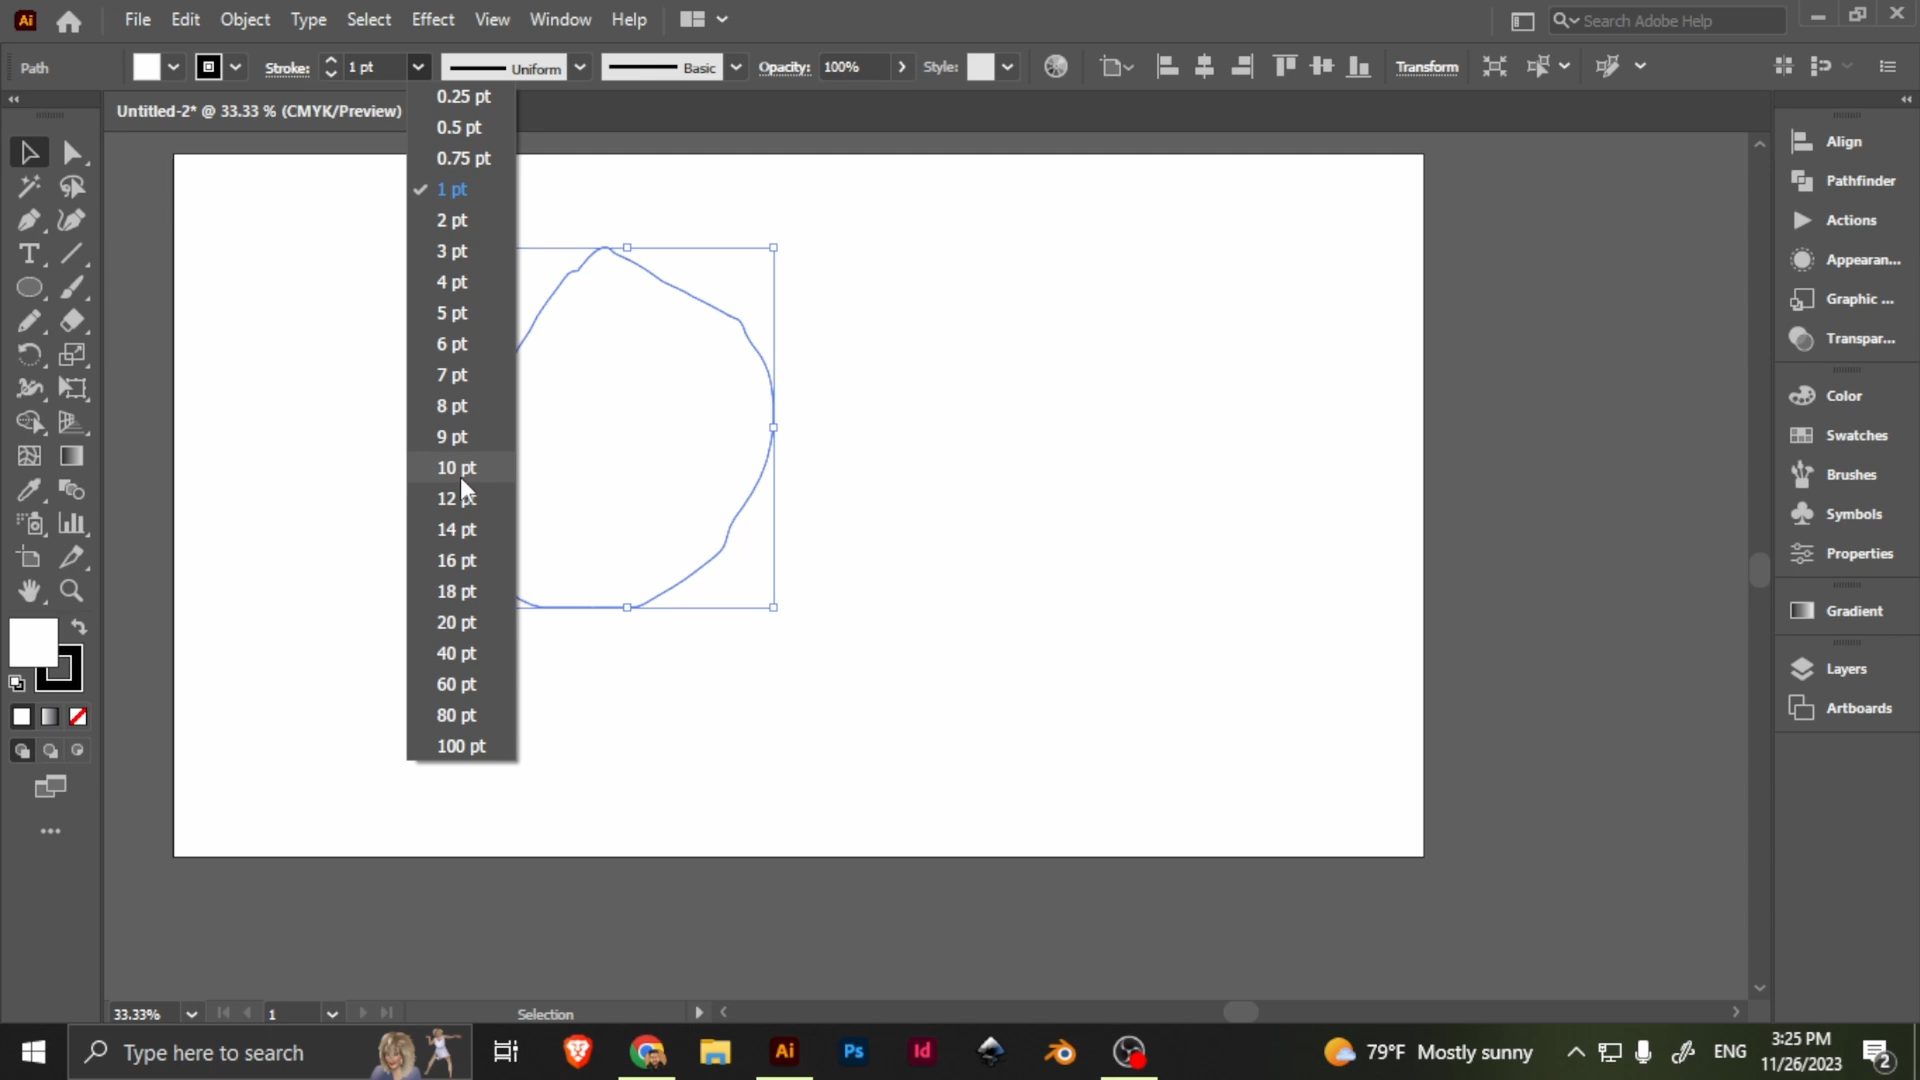 Ai File Edit Object Type Select Effect View Window Help Search Adobe Help
Path Stroke: 1 pt Uniform Basic Opacity: 100% Style: Transform
Untitled-2* @ 33.33 % (CMYK/Preview)
0.25 pt
0.5 pt
0.75 pt
1 pt
2 pt
3 pt
4 pt
5 pt
6 pt
7 pt
8 pt
9 pt
10 pt
12 pt
14 pt
16 pt
18 pt
20 pt
40 pt
60 pt
80 pt
100 pt
Align
Pathfinder
Actions
Appearan...
Graphic ...
Transpar...
Color
Swatches
Brushes
Symbols
Properties
Gradient
Layers
Artboards
33.33% 1 Selection
Type here to search Ai Ps Id 79°F Mostly sunny ENG 3:25 PM
11/26/2023 2